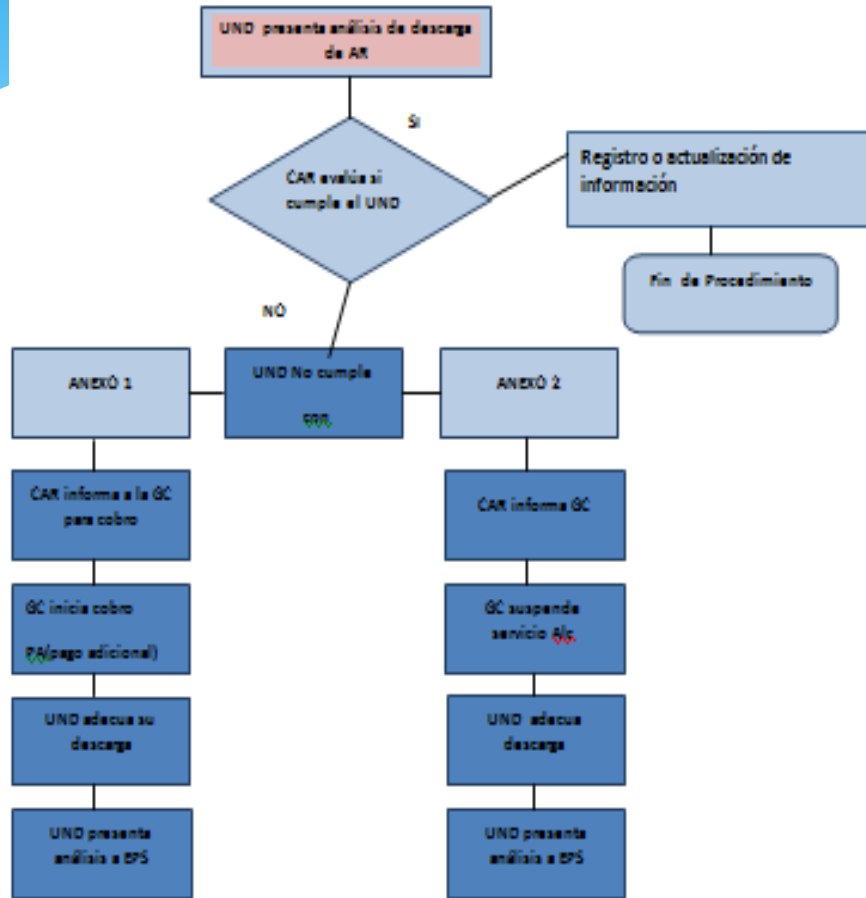 UND presenta análisis de descarga
de AR
SI
CAR evalúa si
cumple el UND
Registro o actualización de
información
Fin de Procedimiento
NO
ANEXO 1
UND No cumple
ANEXO 2
CAR informa a la GC
para cobro
CAR informa GC
GC inicia cobro
PA(pago adicional)
GC suspende
servicio A/c
UND adecua su
descarga
UND adecua
descarga
UND presenta
análisis a EPS
UND presenta
análisis a EPS